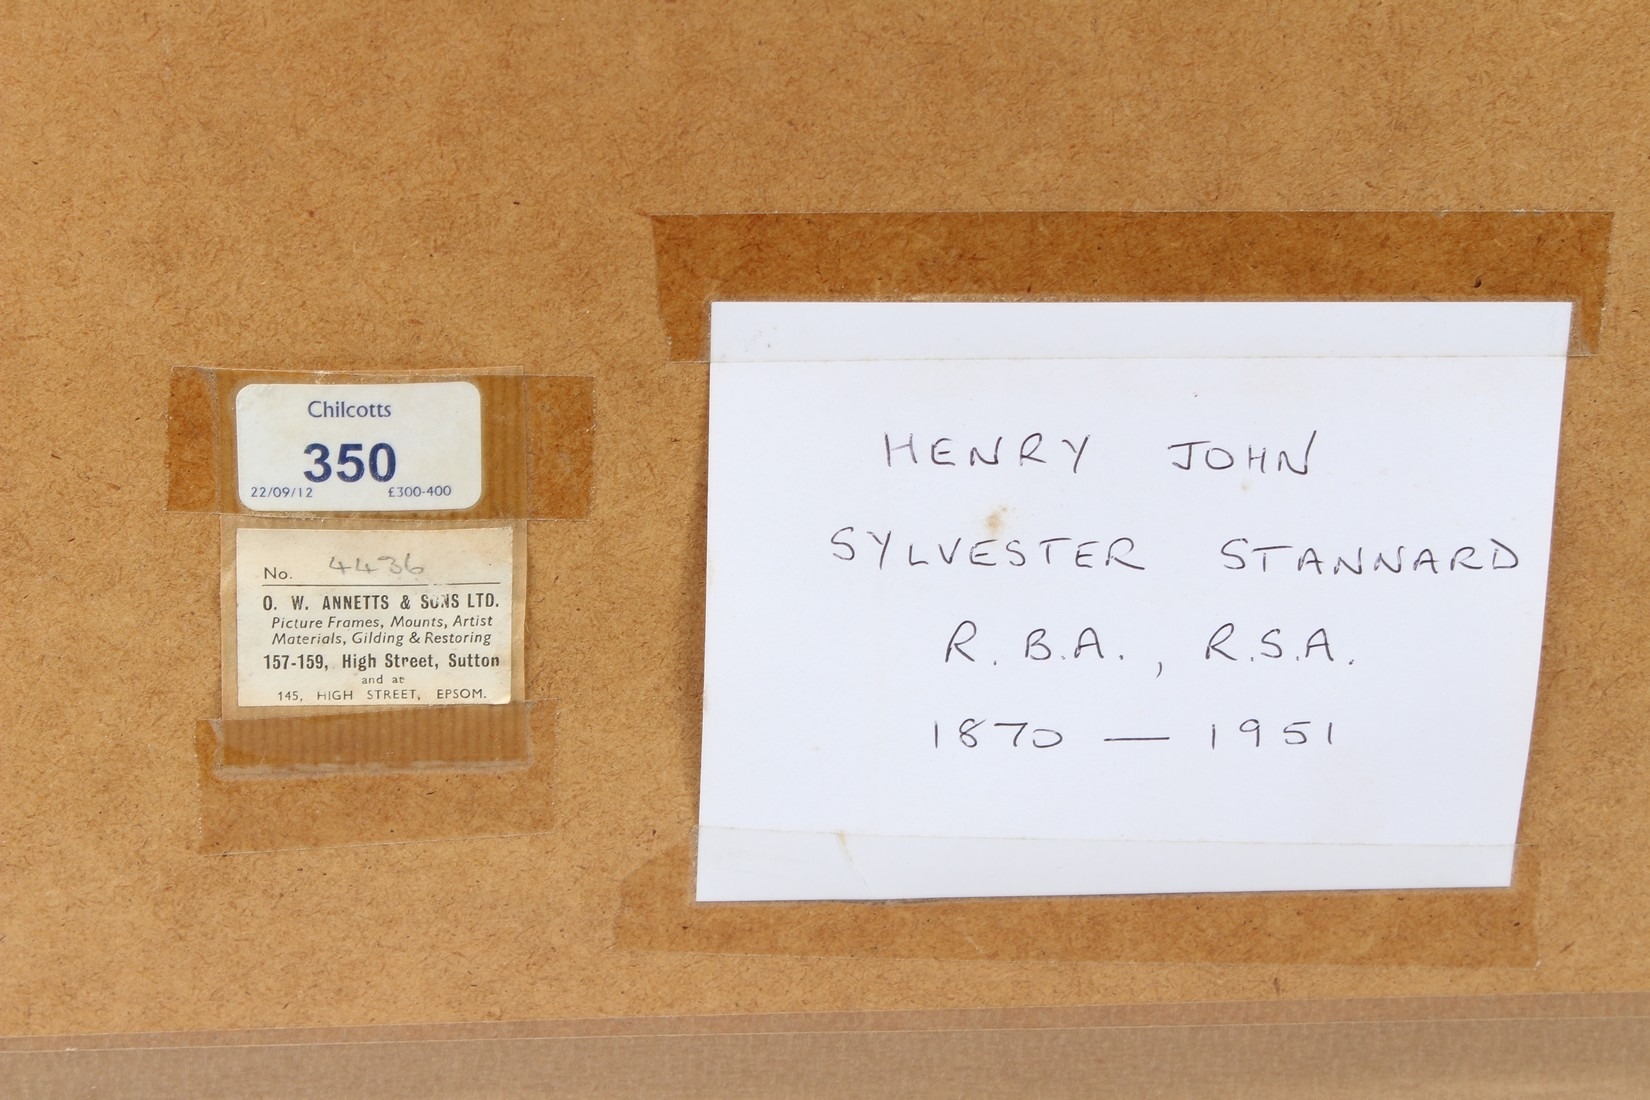 Chilcotts
350
22/09/12 £300-400
No. 4436
O. W. ANNETTS & SONS LTD.
Picture Frames, Mounts, Artist
Materials, Gilding & Restoring
157-159, High Street, Sutton
and at
145, HIGH STREET, EPSOM.
HENRY JOHN
SYLVESTER STANNARD
R.B.A., R.S.A.
1870 — 1951